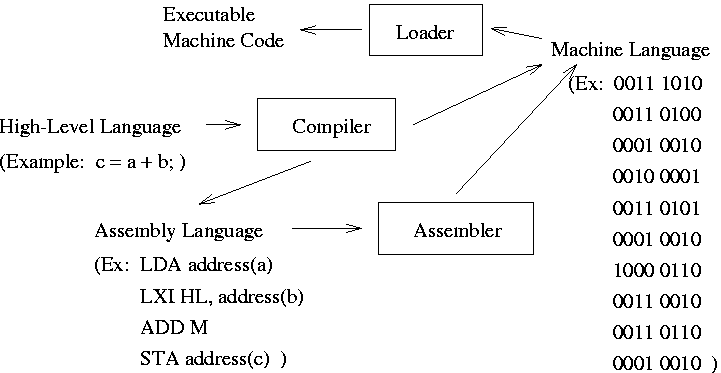 Executable
Machine Code
Loader
Machine Language
(Ex: 0011 1010
0011 0100
0001 0010
0010 0001
0011 0101
0001 0010
1000 0110
0011 0010
0011 0110
0001 0010 )
High-Level Language
(Example: c = a + b; )
Compiler
Assembly Language
(Ex: LDA address(a)
LXI HL, address(b)
ADD M
STA address(c) )
Assembler